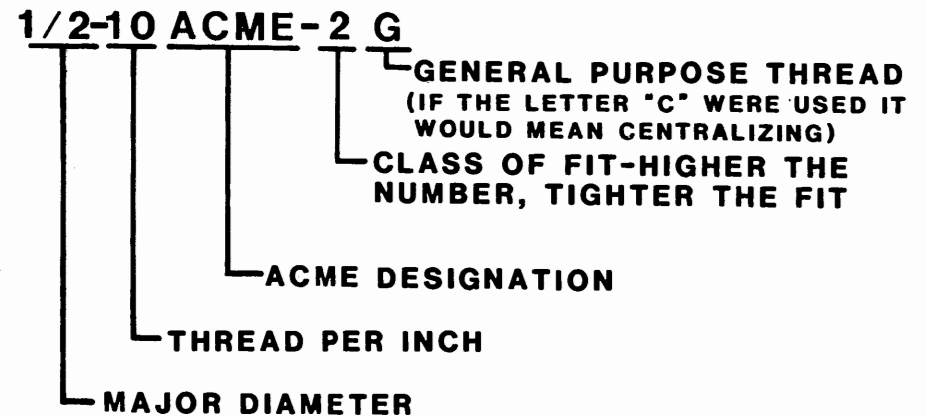 1/2-10 ACME-2 G
GENERAL PURPOSE THREAD
(IF THE LETTER "C" WERE USED IT
WOULD MEAN CENTRALIZING)
CLASS OF FIT-HIGHER THE
NUMBER, TIGHTER THE FIT
ACME DESIGNATION
THREAD PER INCH
MAJOR DIAMETER